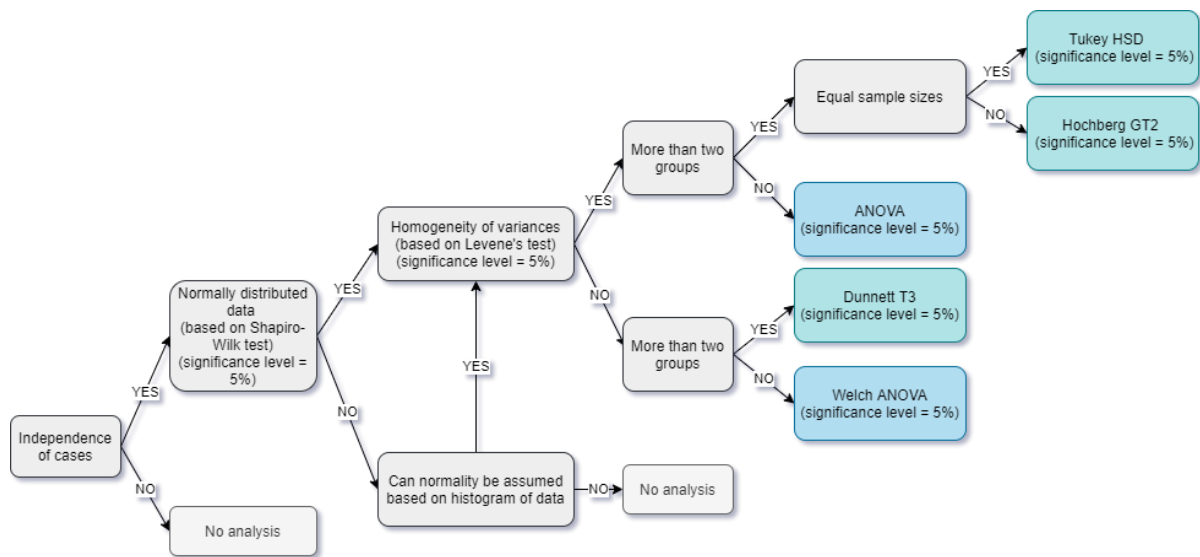 Independence
of cases
YES
NO
No analysis
Normally distributed
data
(based on Shapiro-
Wilk test)
(significance level =
5%)
YES
NO
Can normality be assumed
based on histogram of data
NO
No analysis
YES
Homogeneity of variances
(based on Levene's test)
(significance level = 5%)
YES
NO
More than two
groups
YES
NO
Equal sample sizes
YES
NO
Tukey HSD
(significance level = 5%)
Hochberg GT2
(significance level = 5%)
ANOVA
(significance level = 5%)
More than two
groups
YES
NO
Dunnett T3
(significance level = 5%)
Welch ANOVA
(significance level = 5%)